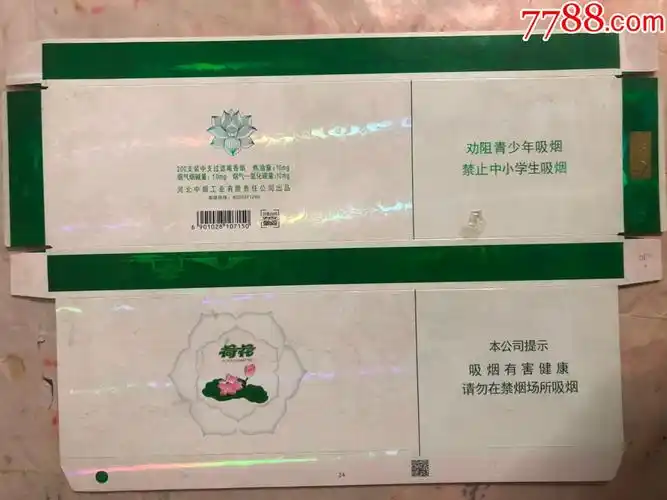 7788.com
200支装中支过滤嘴香烟 焦油量:10mg
烟气烟碱量:1.0mg 烟气一氧化碳量:10mg
河北中烟工业有限责任公司出品
6 901028 107150
劝阻青少年吸烟
禁止中小学生吸烟
荷花
本公司提示
吸烟有害健康
请勿在禁烟场所吸烟
24